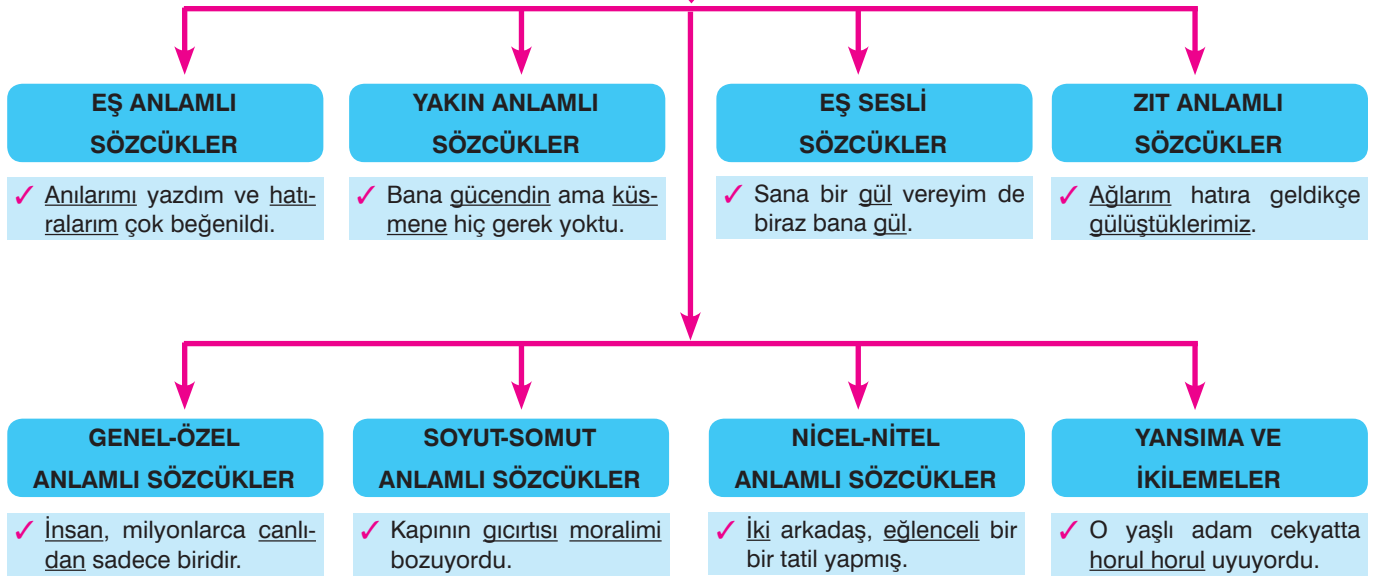 EŞ ANLAMLI
SÖZCÜKLER
✓ Anılarımı yazdım ve hatı-
ralarım çok beğenildi.
YAKIN ANLAMLI
SÖZCÜKLER
✓ Bana gücendin ama küs-
mene hiç gerek yoktu.
EŞ SESLİ
SÖZCÜKLER
✓ Sana bir gül vereyim de
biraz bana gül.
ZIT ANLAMLI
SÖZCÜKLER
✓ Ağlarım hatıra geldikçe
gülüştüklerimiz.
GENEL-ÖZEL
ANLAMLI SÖZCÜKLER
✓ İnsan, milyonlarca canlı-
dan sadece biridir.
SOYUT-SOMUT
ANLAMLI SÖZCÜKLER
✓ Kapının gıcırtısı moralimi
bozuyordu.
NİCEL-NİTEL
ANLAMLI SÖZCÜKLER
✓ İki arkadaş, eğlenceli bir
bir tatil yapmış.
YANSIMA VE
İKİLEMELER
✓ O yaşlı adam cekyatta
horul horul uyuyordu.